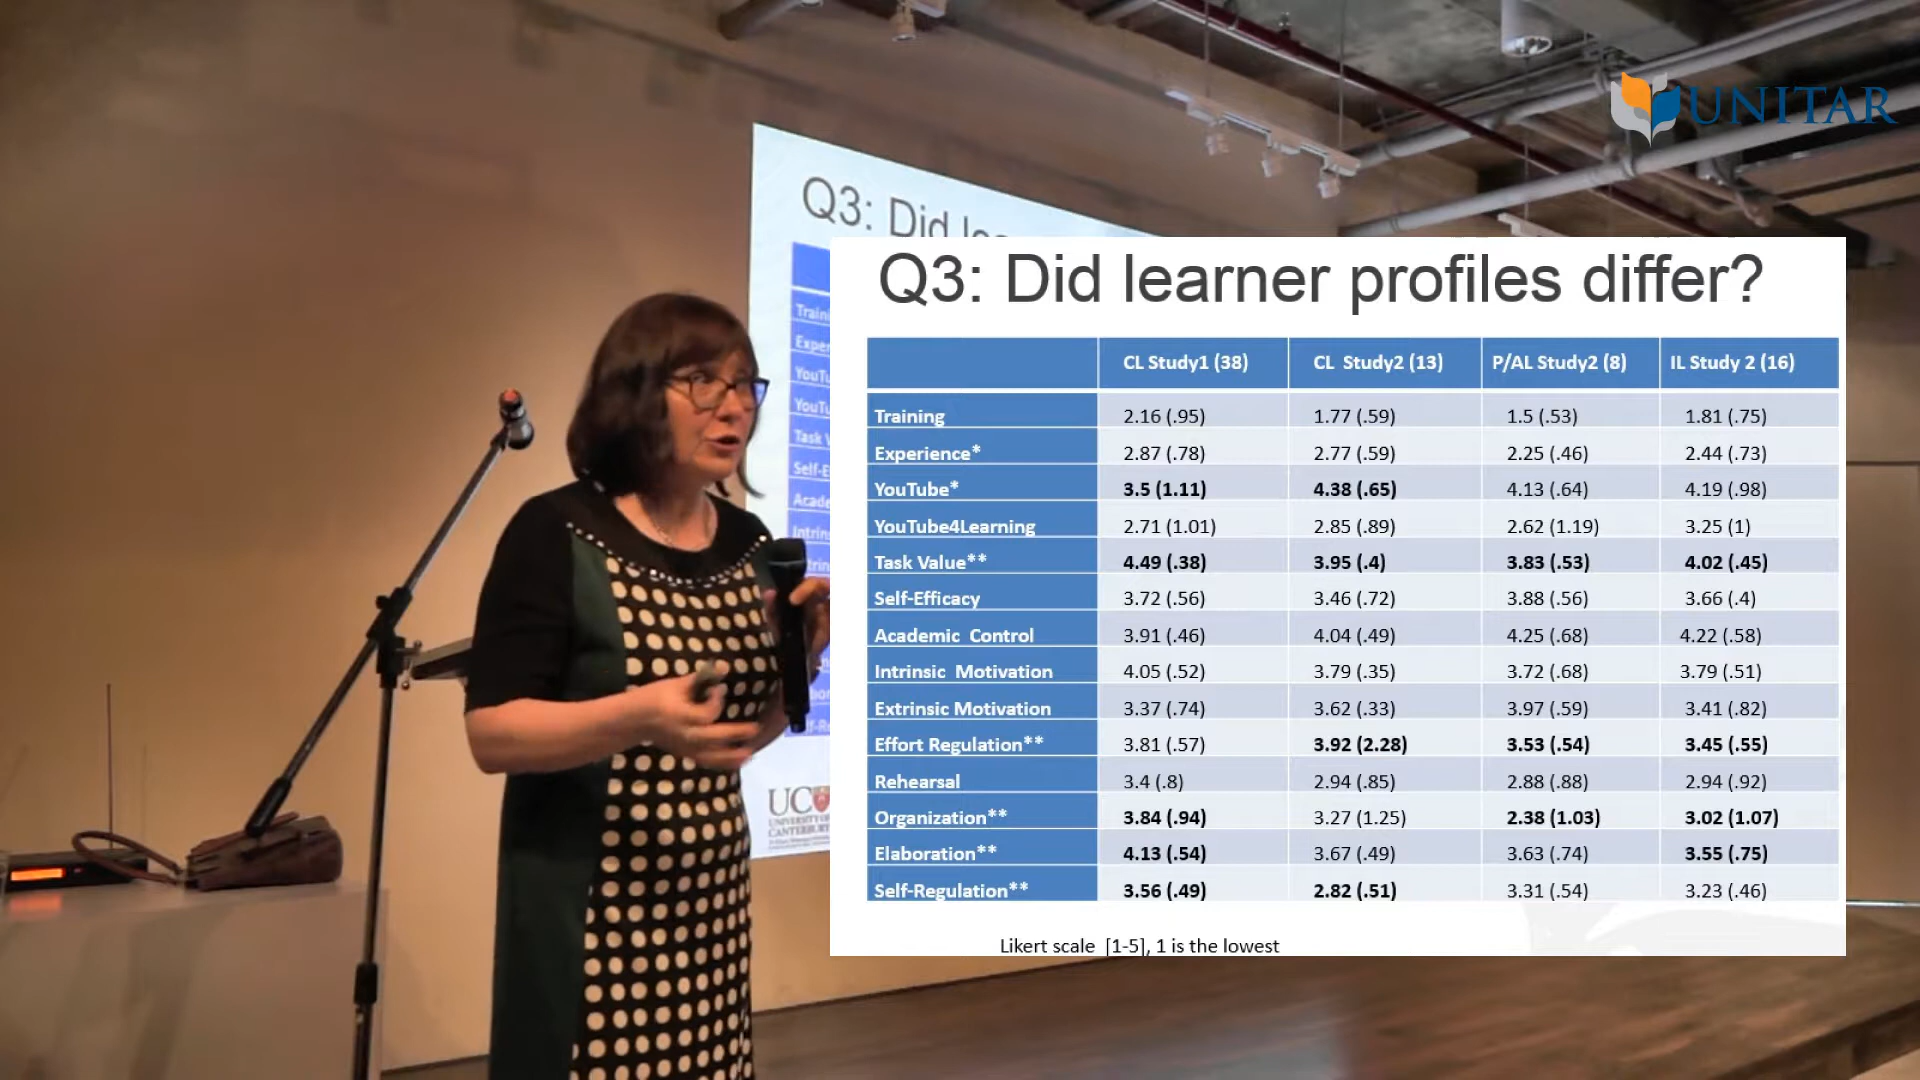 UNITAR
Q3: Did
Q3: Did learner profiles differ?
CL Study1 (38) CL Study2 (13) P/AL Study2 (8) IL Study 2 (16)
Training 2.16 (.95) 1.77 (.59) 1.5 (.53) 1.81 (.75)
Experience* 2.87 (.78) 2.77 (.59) 2.25 (.46) 2.44 (.73)
YouTube* 3.5 (1.11) 4.38 (.65) 4.13 (.64) 4.19 (.98)
YouTube4Learning 2.71 (1.01) 2.85 (.89) 2.62 (1.19) 3.25 (1)
Task Value** 4.49 (.38) 3.95 (.4) 3.83 (.53) 4.02 (.45)
Self-Efficacy 3.72 (.56) 3.46 (.72) 3.88 (.56) 3.66 (.4)
Academic Control 3.91 (.46) 4.04 (.49) 4.25 (.68) 4.22 (.58)
Intrinsic Motivation 4.05 (.52) 3.79 (.35) 3.72 (.68) 3.79 (.51)
Extrinsic Motivation 3.37 (.74) 3.62 (.33) 3.97 (.59) 3.41 (.82)
Effort Regulation** 3.81 (.57) 3.92 (2.28) 3.53 (.54) 3.45 (.55)
Rehearsal 3.4 (.8) 2.94 (.85) 2.88 (.88) 2.94 (.92)
Organization** 3.84 (.94) 3.27 (1.25) 2.38 (1.03) 3.02 (1.07)
Elaboration** 4.13 (.54) 3.67 (.49) 3.63 (.74) 3.55 (.75)
Self-Regulation** 3.56 (.49) 2.82 (.51) 3.31 (.54) 3.23 (.46)
Likert scale [1-5], 1 is the lowest
UC
UNIVERSITY OF
CANTERBURY